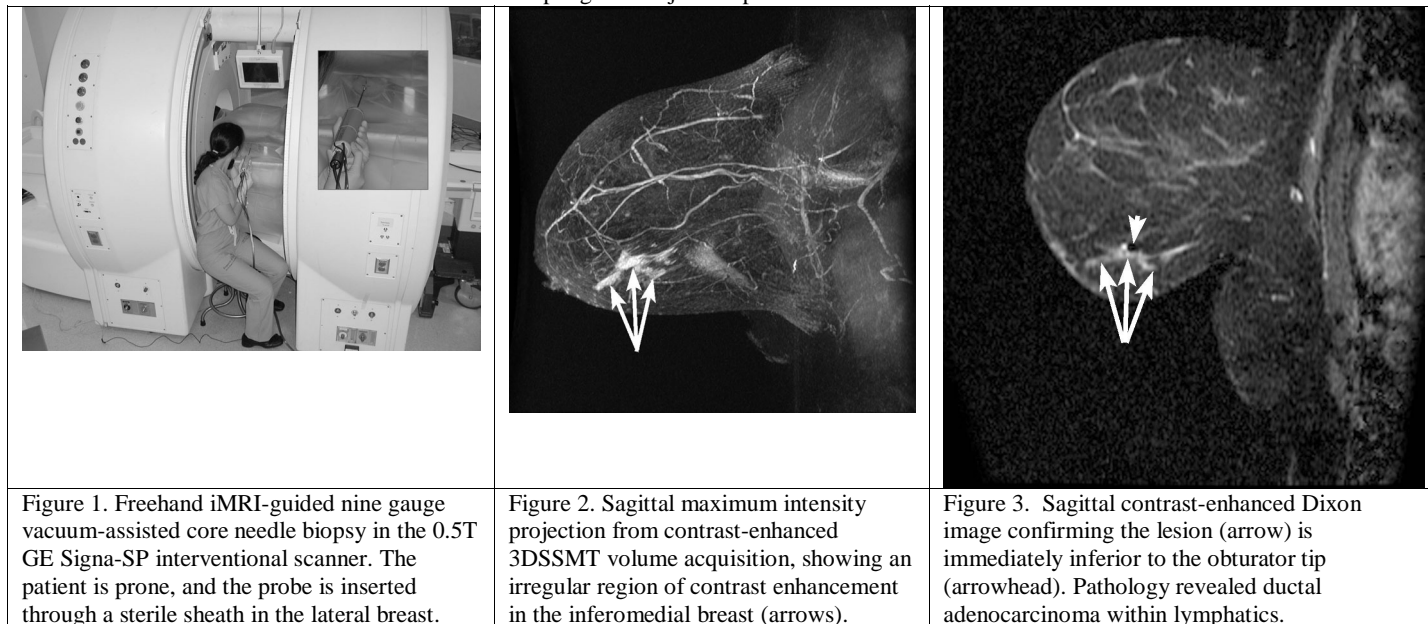 Figure 1. Freehand iMRI-guided nine gauge
vacuum-assisted core needle biopsy in the 0.5T
GE Signa-SP interventional scanner. The
patient is prone, and the probe is inserted
through a sterile sheath in the lateral breast.
Figure 2. Sagittal maximum intensity
projection from contrast-enhanced
3DSSMT volume acquisition, showing an
irregular region of contrast enhancement
in the inferomedial breast (arrows).
Figure 3. Sagittal contrast-enhanced Dixon
image confirming the lesion (arrow) is
immediately inferior to the obturator tip
(arrowhead). Pathology revealed ductal
adenocarcinoma within lymphatics.